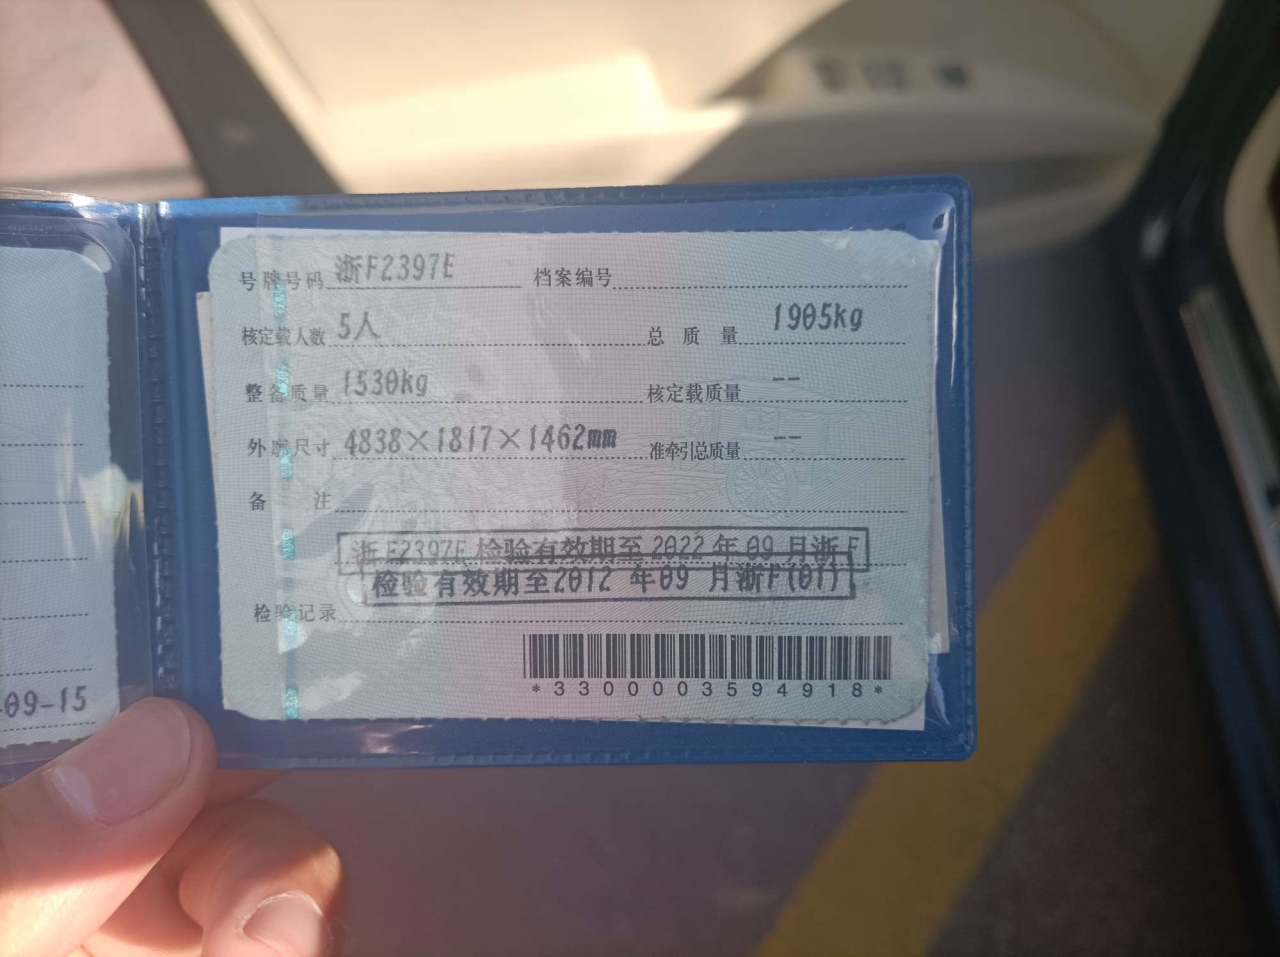 号牌号码 浙F2397E 档案编号
核定载人数 5人 总质量 1905kg
整备质量 1530kg 核定载质量 --
外廓尺寸 4838×1817×1462mm 准牵引总质量 --
备注
浙F2397E 检验有效期至2022年09月浙F
检验有效期至2012年09月浙F(01)
检验记录
*3300003594918*
-09-15